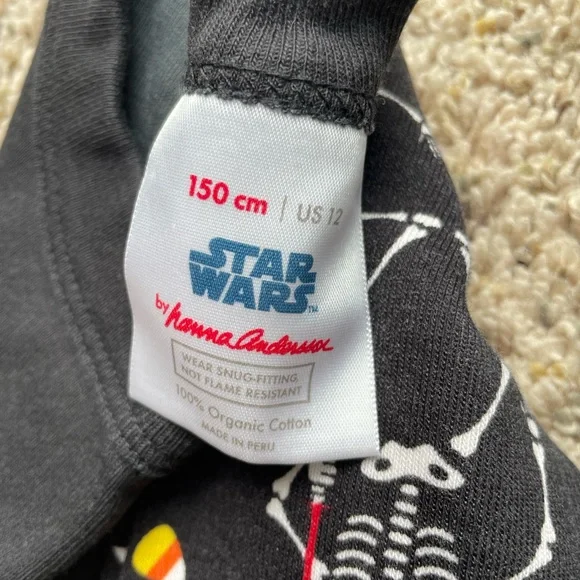 150 cm | US 12
STAR
WARS™
by hanna Andersson
WEAR SNUG-FITTING
NOT FLAME RESISTANT
100% Organic Cotton
MADE IN PERU